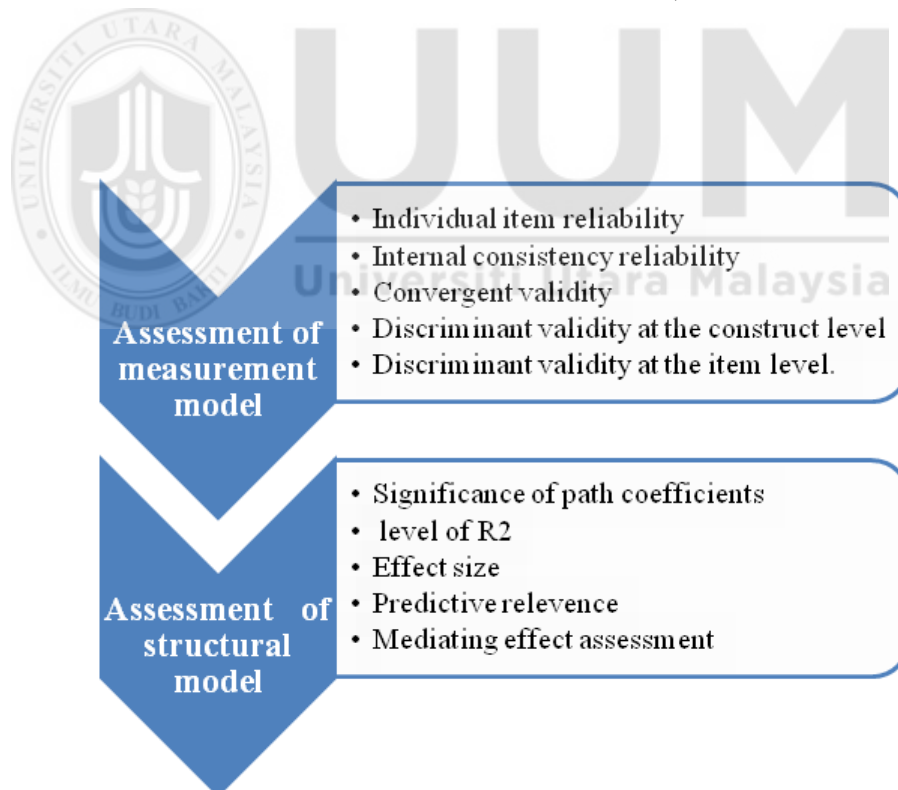 UNIVERSITI UTARA MALAYSIA
ILMU BUDI BAKTI
UUM
Universiti Utara Malaysia
Assessment of
measurement
model
• Individual item reliability
• Internal consistency reliability
• Convergent validity
• Discriminant validity at the construct level
• Discriminant validity at the item level.
Assessment of
structural
model
• Significance of path coefficients
• level of R2
• Effect size
• Predictive relevence
• Mediating effect assessment